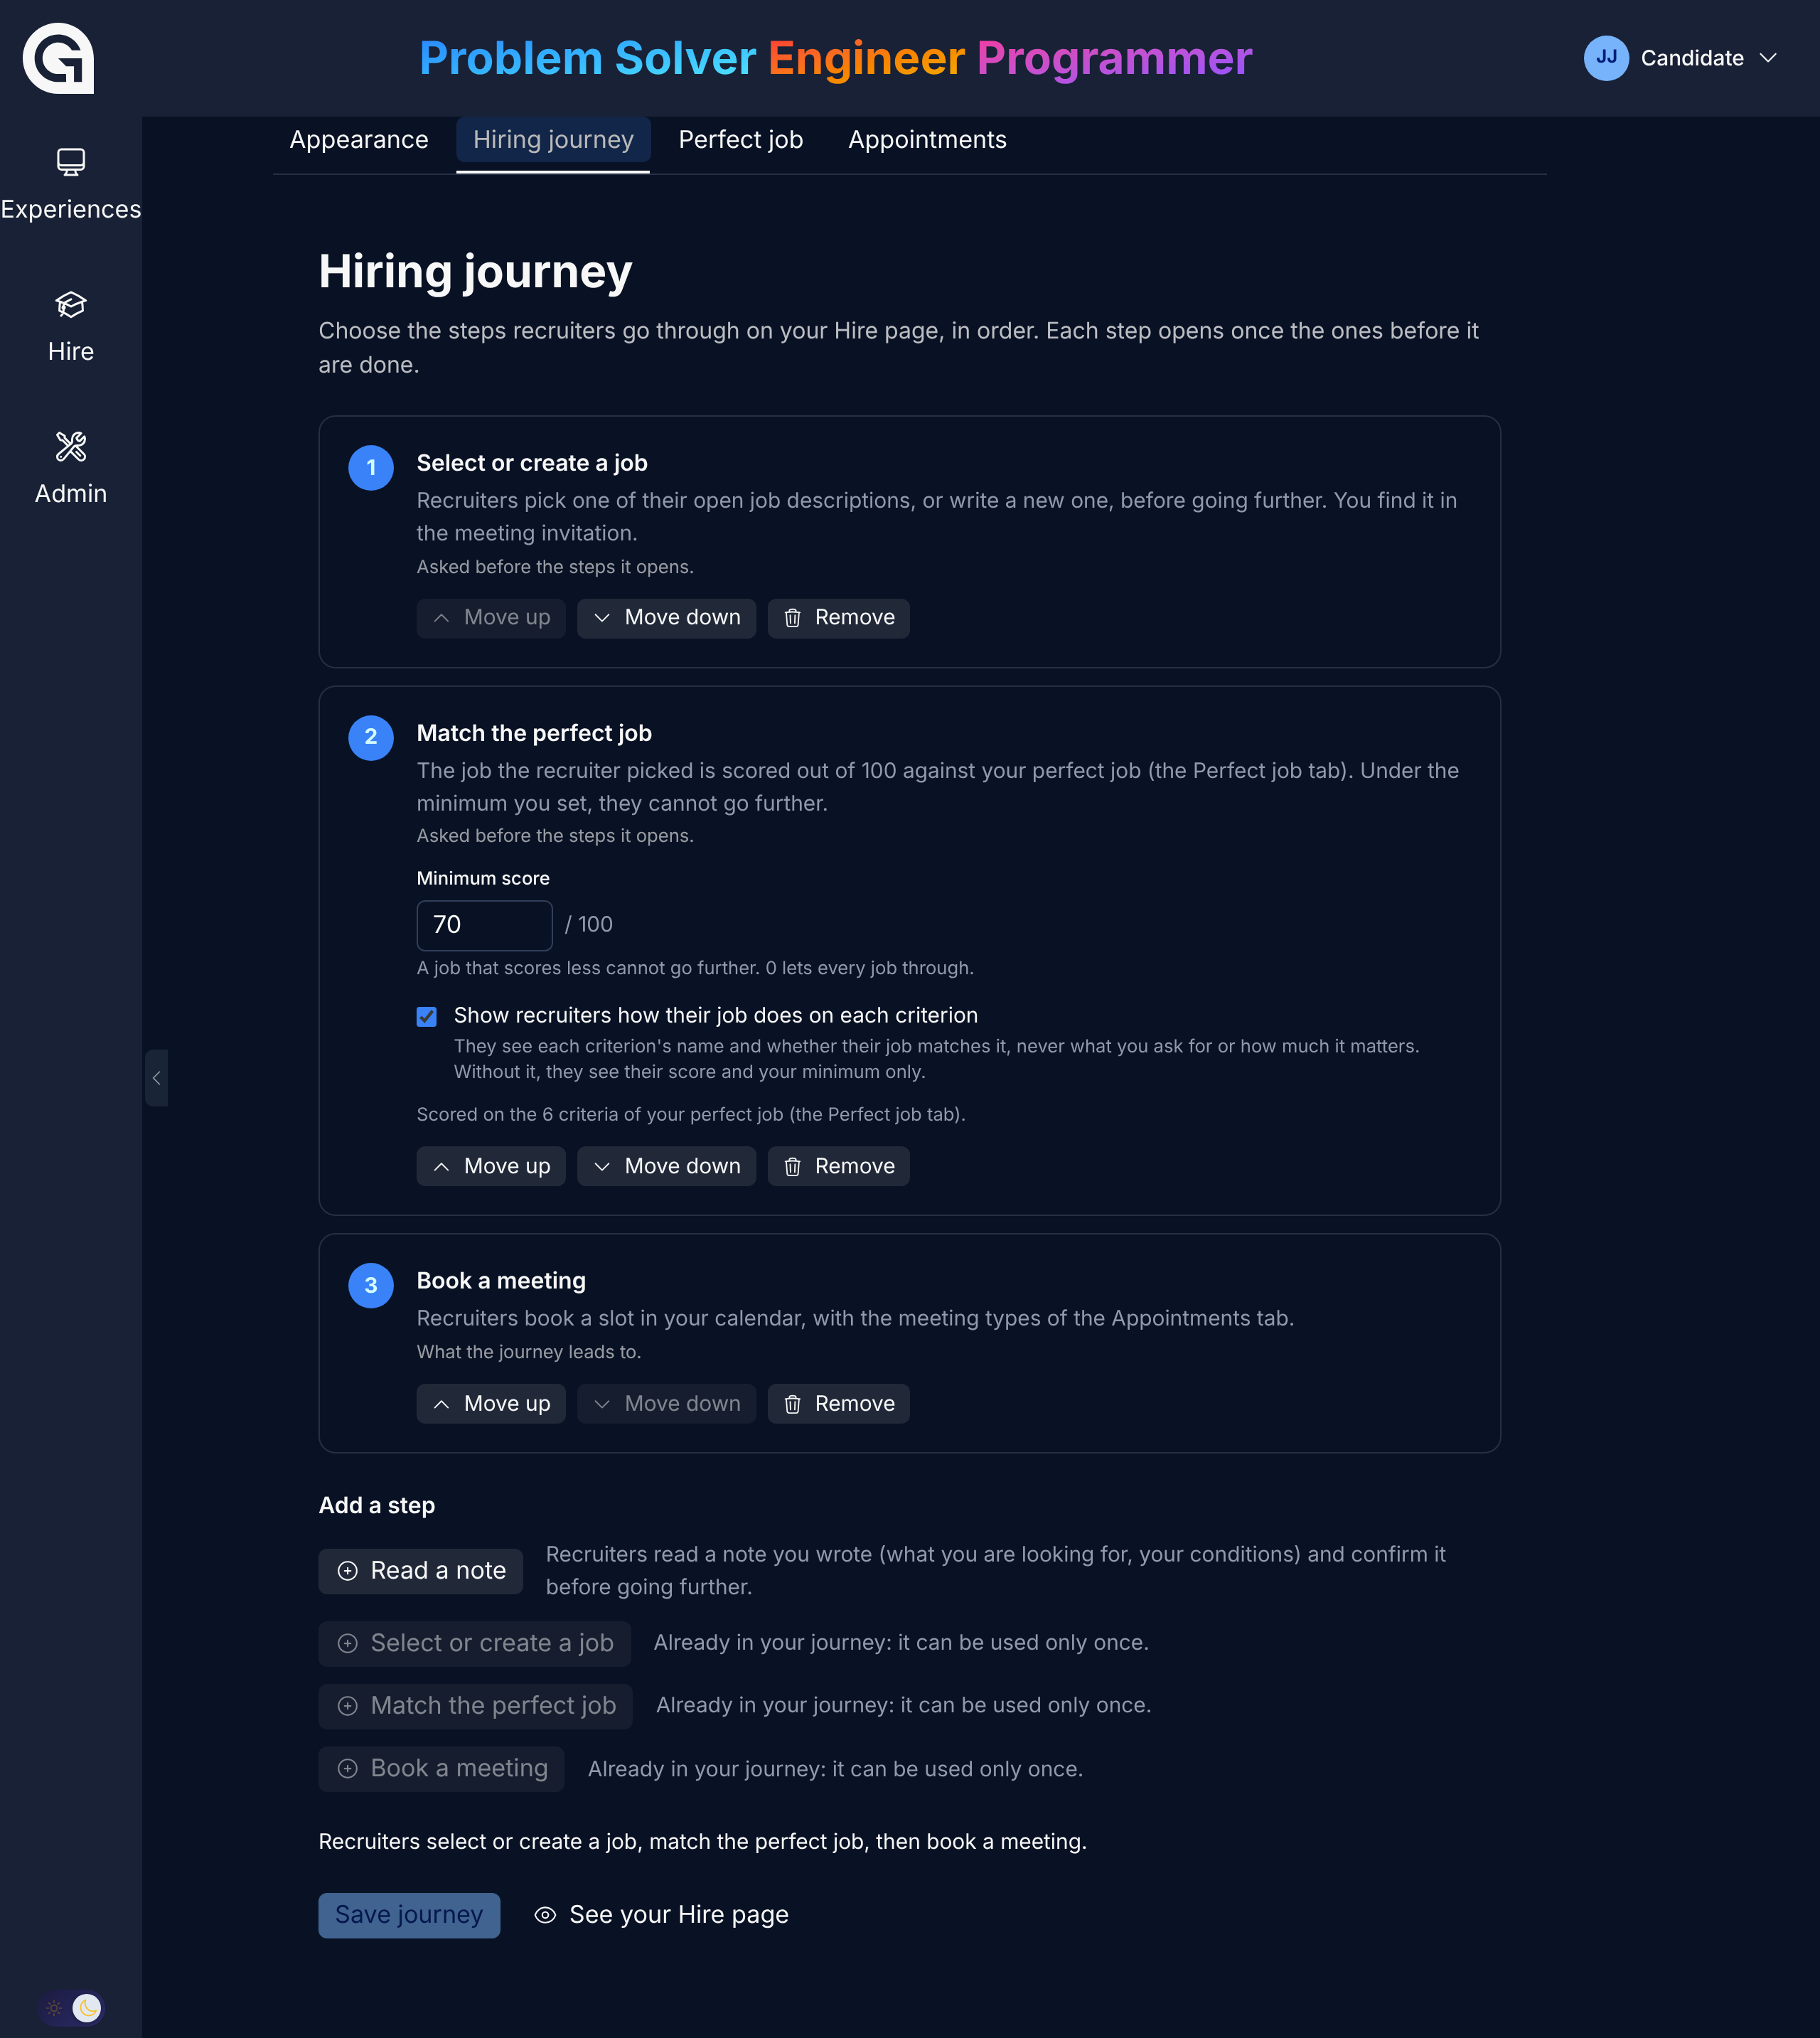 Problem Solver Engineer Programmer
JJ
Candidate
Experiences
Hire
Admin
Appearance
Hiring journey
Perfect job
Appointments
Hiring journey
Choose the steps recruiters go through on your Hire page, in order. Each step opens once the ones before it
are done.
1
Select or create a job
Recruiters pick one of their open job descriptions, or write a new one, before going further. You find it in
the meeting invitation.
Asked before the steps it opens.
Move up
Move down
Remove
2
Match the perfect job
The job the recruiter picked is scored out of 100 against your perfect job (the Perfect job tab). Under the
minimum you set, they cannot go further.
Asked before the steps it opens.
Minimum score
70
/ 100
A job that scores less cannot go further. 0 lets every job through.
Show recruiters how their job does on each criterion
They see each criterion's name and whether their job matches it, never what you ask for or how much it matters.
Without it, they see their score and your minimum only.
Scored on the 6 criteria of your perfect job (the Perfect job tab).
Move up
Move down
Remove
3
Book a meeting
Recruiters book a slot in your calendar, with the meeting types of the Appointments tab.
What the journey leads to.
Move up
Move down
Remove
Add a step
Read a note
Recruiters read a note you wrote (what you are looking for, your conditions) and confirm it
before going further.
Select or create a job
Already in your journey: it can be used only once.
Match the perfect job
Already in your journey: it can be used only once.
Book a meeting
Already in your journey: it can be used only once.
Recruiters select or create a job, match the perfect job, then book a meeting.
Save journey
See your Hire page